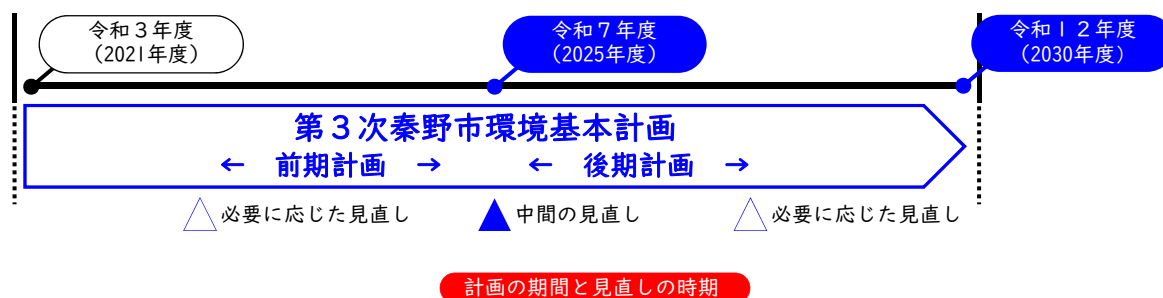 令和3年度
(2021年度)
令和7年度
(2025年度)
令和12年度
(2030年度)
第3次秦野市環境基本計画
← 前期計画 → ← 後期計画 →
△必要に応じた見直し ▲中間の見直し △必要に応じた見直し
計画の期間と見直しの時期